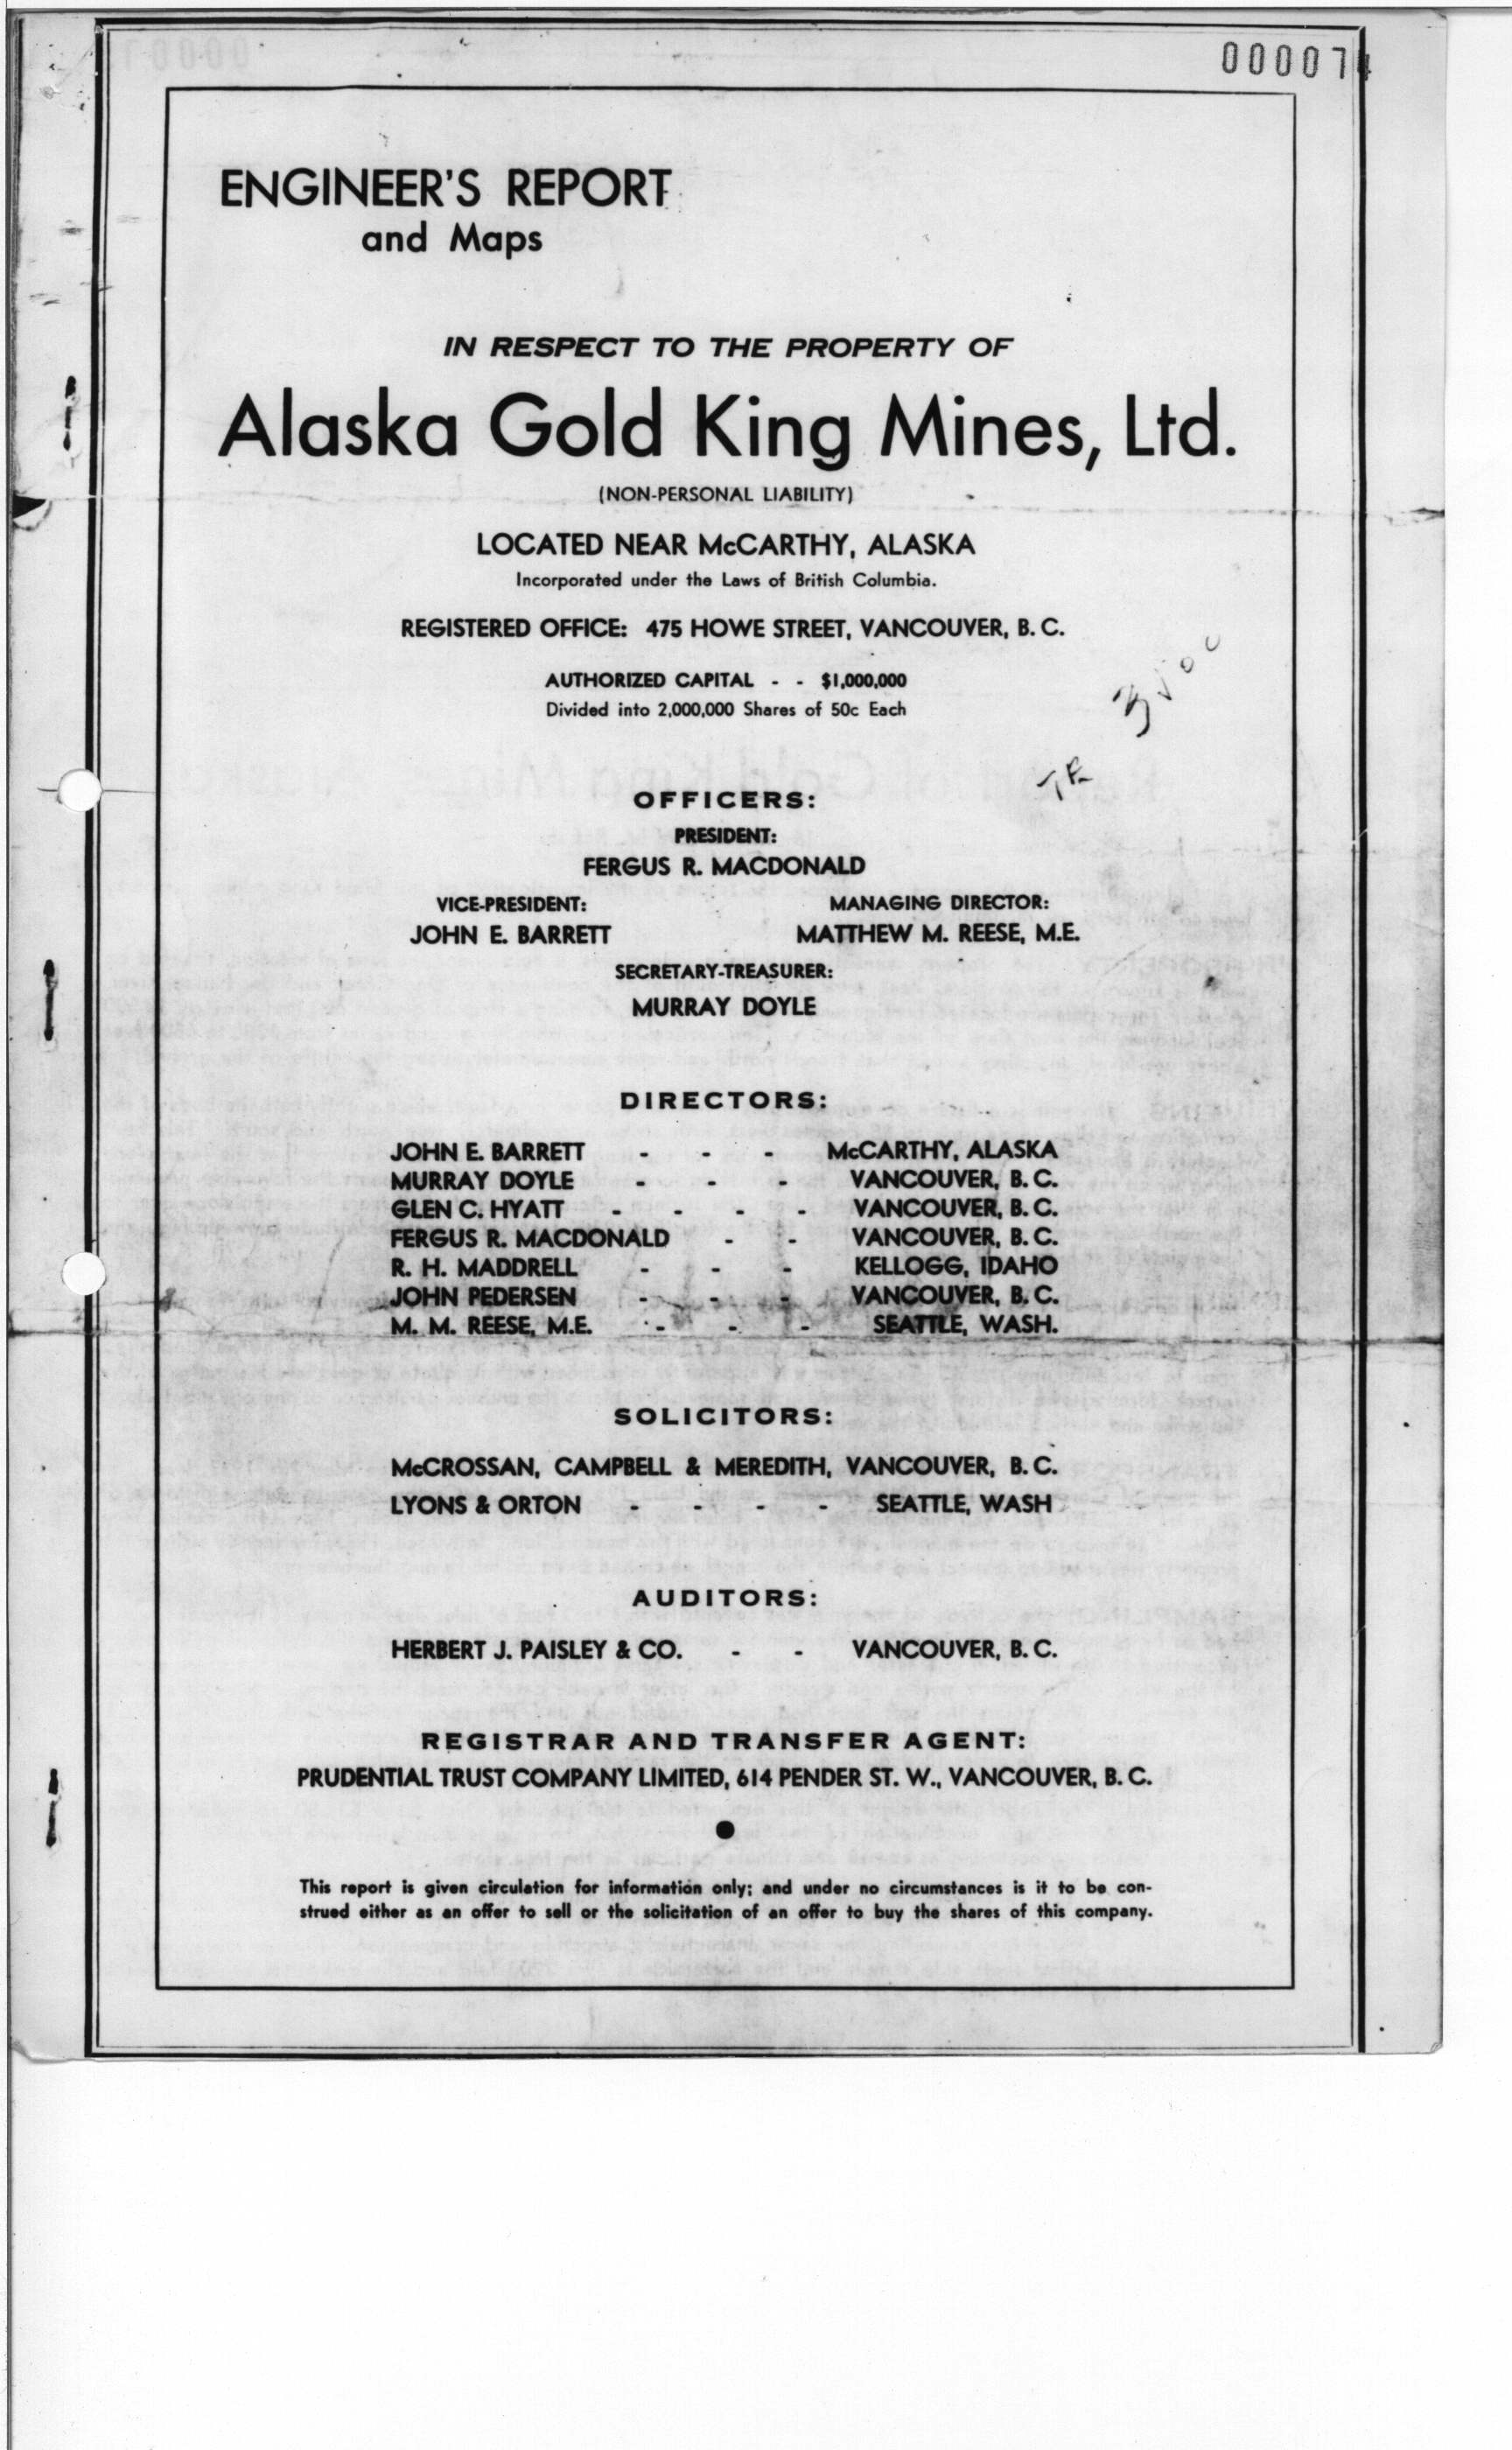 000074
ENGINEER'S REPORT
and Maps
IN RESPECT TO THE PROPERTY OF
Alaska Gold King Mines, Ltd.
(NON-PERSONAL LIABILITY)
LOCATED NEAR McCARTHY, ALASKA
Incorporated under the Laws of British Columbia.
REGISTERED OFFICE: 475 HOWE STREET, VANCOUVER, B. C.
AUTHORIZED CAPITAL - - $1,000,000
Divided into 2,000,000 Shares of 50c Each
OFFICERS:
PRESIDENT:
FERGUS R. MACDONALD
VICE-PRESIDENT: MANAGING DIRECTOR:
JOHN E. BARRETT MATTHEW M. REESE, M.E.
SECRETARY-TREASURER:
MURRAY DOYLE
DIRECTORS:
JOHN E. BARRETT - - - McCARTHY, ALASKA
MURRAY DOYLE - - - VANCOUVER, B. C.
GLEN C. HYATT - - - - VANCOUVER, B. C.
FERGUS R. MACDONALD - - VANCOUVER, B. C.
R. H. MADDRELL - - - KELLOGG, IDAHO
JOHN PEDERSEN - - - VANCOUVER, B. C.
M. M. REESE, M.E. - - - SEATTLE, WASH.
SOLICITORS:
McCROSSAN, CAMPBELL & MEREDITH, VANCOUVER, B. C.
LYONS & ORTON - - - - SEATTLE, WASH
AUDITORS:
HERBERT J. PAISLEY & CO. - - VANCOUVER, B. C.
REGISTRAR AND TRANSFER AGENT:
PRUDENTIAL TRUST COMPANY LIMITED, 614 PENDER ST. W., VANCOUVER, B. C.
This report is given circulation for information only; and under no circumstances is it to be con-
strued either as an offer to sell or the solicitation of an offer to buy the shares of this company.